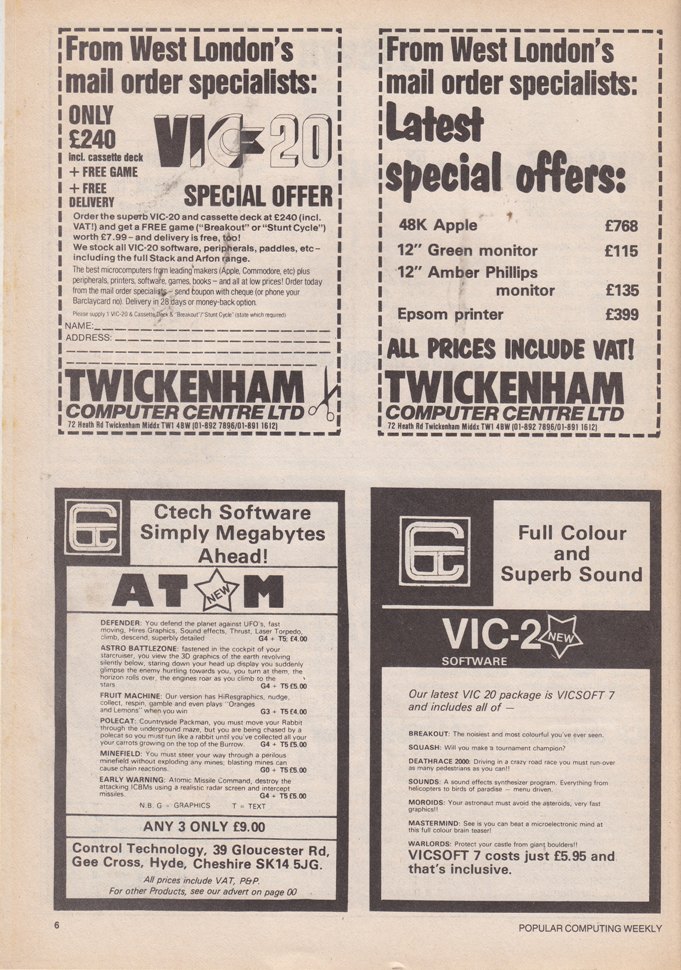 From West London's
mail order specialists:
ONLY
£240
incl. cassette deck
+ FREE GAME
+ FREE
DELIVERY
VIC-20
SPECIAL OFFER
Order the superb VIC-20 and cassette deck at £240 (incl.
VAT!) and get a FREE game ("Breakout" or "Stunt Cycle")
worth £7.99 – and delivery is free, too!
We stock all VIC-20 software, peripherals, paddles, etc –
including the full Stack and Arfon range.
The best microcomputers from leading makers (Apple, Commodore, etc) plus
peripherals, printers, software, games, books – and all at low prices! Order today
from the mail order specialists – send coupon with cheque (or phone your
Barclaycard no). Delivery in 28 days or money-back option.
Please supply 1 VIC-20 & Cassette Deck & "Breakout"/"Stunt Cycle" (state which required)
NAME:
ADDRESS:
TWICKENHAM
COMPUTER CENTRE LTD
72 Heath Rd Twickenham Middx TW1 4BW (01-892 7896/01-891 1612)
From West London's
mail order specialists:
Latest
special offers:
48K Apple £768
12" Green monitor £115
12" Amber Phillips
monitor £135
Epsom printer £399
ALL PRICES INCLUDE VAT!
TWICKENHAM
COMPUTER CENTRE LTD
72 Heath Rd Twickenham Middx TW1 4BW (01-892 7896/01-891 1612)
Ctech Software
Simply Megabytes
Ahead!
ATOM
NEW
DEFENDER: You defend the planet against UFO's, fast
moving, Hires Graphics, Sound effects, Thrust, Laser Torpedo,
climb, descend, superbly detailed G4 + T5; £4.00
ASTRO BATTLEZONE: fastened in the cockpit of your
starcruiser, you view the 3D graphics of the earth revolving
silently below, staring down your head up display you suddenly
glimpse the enemy hurtling towards you, you turn at them, the
horizon rolls over, the engines roar as you climb to the
stars G4 + T5 £5.00
FRUIT MACHINE: Our version has HiResgraphics, nudge,
collect, respin, gamble and even plays "Oranges
and Lemons" when you win G3 + T5 £4.00
POLECAT: Countryside Packman, you must move your Rabbit
through the underground maze, but you are being chased by a
polecat so you must run like a rabbit until you've collected all your
your carrots growing on the top of the Burrow. G4 + T5 £5.00
MINEFIELD: You must steer your way through a perilous
minefield without exploding any mines; blasting mines can
cause chain reactions. G0 + T5 £5.00
EARLY WARNING: Atomic Missile Command, destroy the
attacking ICBMs using a realistic radar screen and intercept
missiles. G4 + T5 £5.00
N.B. G = GRAPHICS T = TEXT
ANY 3 ONLY £9.00
Control Technology, 39 Gloucester Rd,
Gee Cross, Hyde, Cheshire SK14 5JG.
All prices include VAT, P&P.
For other Products, see our advert on page 00
Full Colour
and
Superb Sound
VIC-2
NEW
SOFTWARE
Our latest VIC 20 package is VICSOFT 7
and includes all of —
BREAKOUT: The noisiest and most colourful you've ever seen.
SQUASH: Will you make a tournament champion?
DEATHRACE 2000: Driving in a crazy road race you must run-over
as many pedestrians as you can!!
SOUNDS: A sound effects synthesizer program. Everything from
helicopters to birds of paradise – menu driven.
MOROIDS: Your astronaut must avoid the asteroids, very fast
graphics!!
MASTERMIND: See is you can beat a microelectronic mind at
this full colour brain teaser!
WARLORDS: Protect your castle from giant boulders!!
VICSOFT 7 costs just £5.95 and
that's inclusive.
6
POPULAR COMPUTING WEEKLY